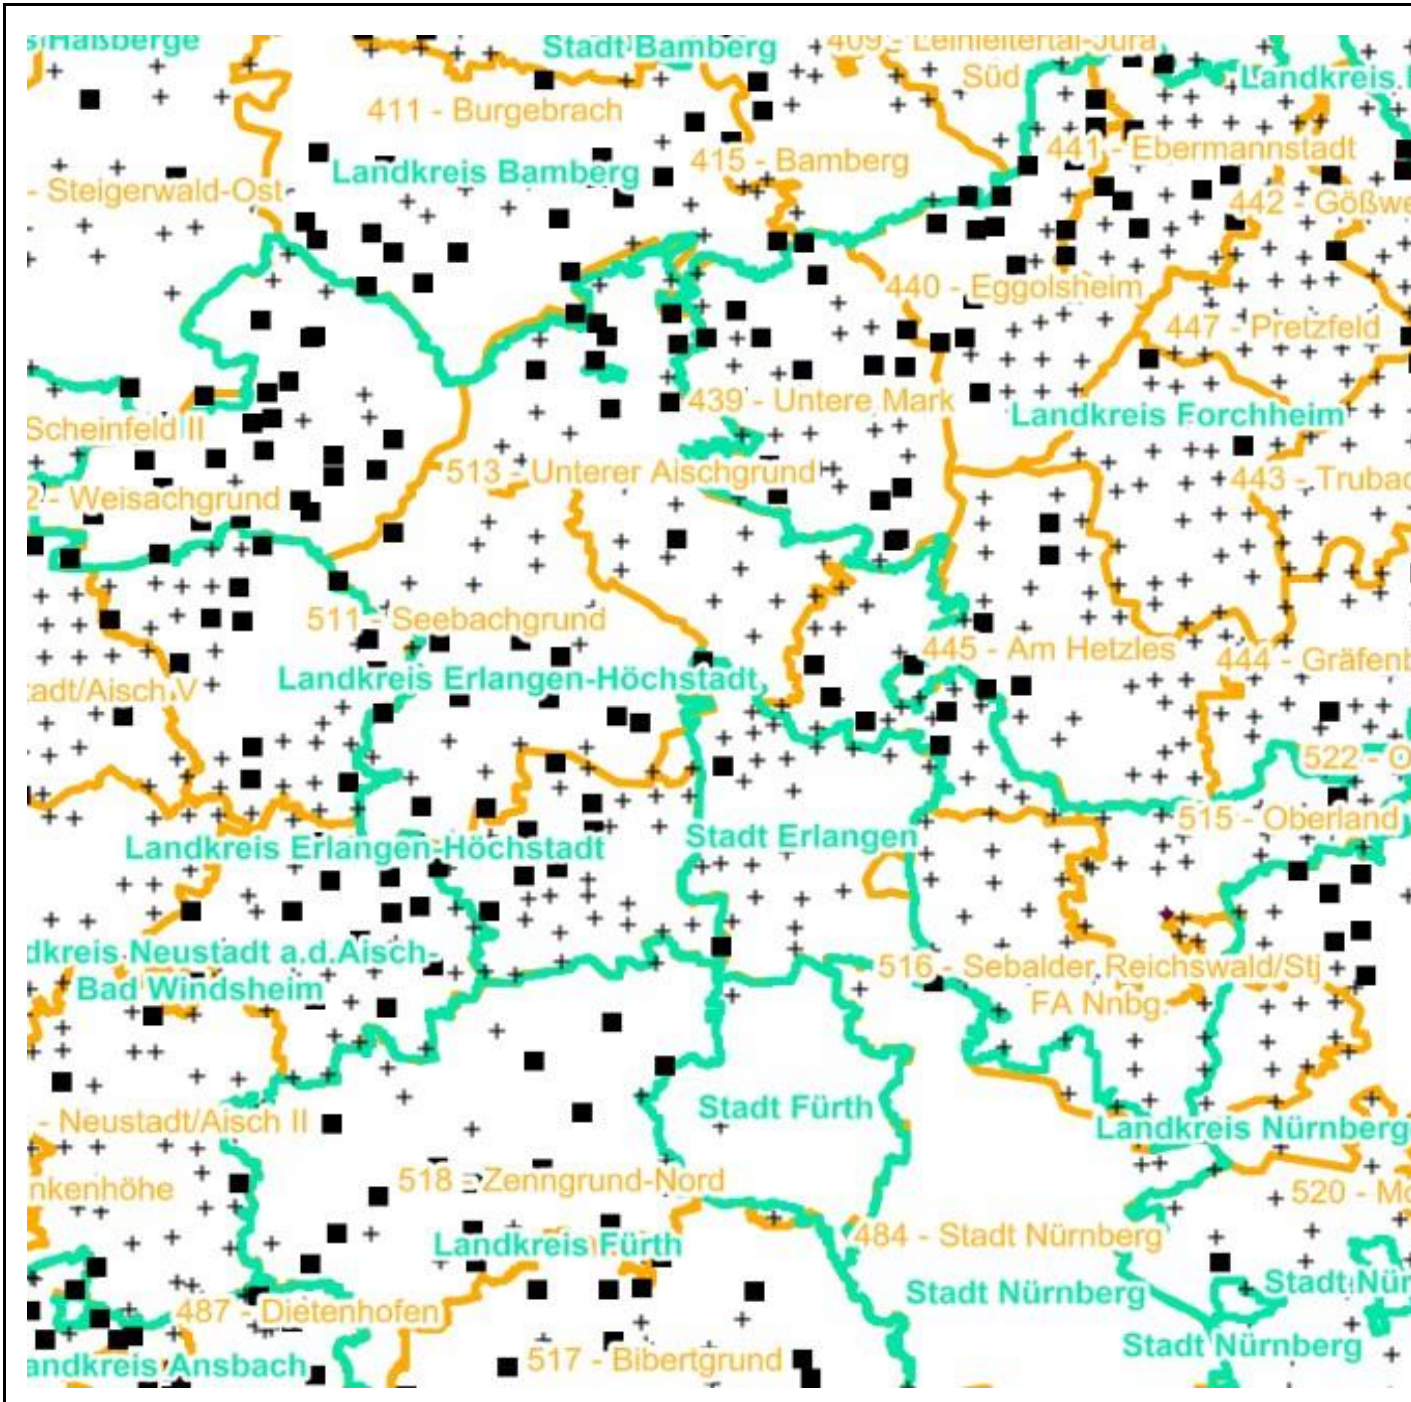 s Haßberge
Stadt Bamberg
409 - Leinleitertal-Jura
Süd
Landkreis
411 - Burgebrach
Landkreis Bamberg
415 - Bamberg
441 - Ebermannstadt
- Steigerwald-Ost
442 - Gößwe
440 - Eggolsheim
447 - Pretzfeld
439 - Untere Mark
Landkreis Forchheim
Scheinfeld II
513 - Unterer Aischgrund
443 - Trubac
2 - Weisachgrund
511 - Seebachgrund
445 - Am Hetzles
444 - Gräfenb
Landkreis Erlangen-Höchstadt
tadt/Aisch V
522 - O
515 - Oberland
Stadt Erlangen
Landkreis Erlangen-Höchstadt
dkreis Neustadt a.d.Aisch-
Bad Windsheim
516 - Sebalder Reichswald/Stj
FA Nnbg.
Stadt Fürth
- Neustadt/Aisch II
Landkreis Nürnberg
518 - Zenngrund-Nord
nkenhöhe
520 - Mo
484 - Stadt Nürnberg
Landkreis Fürth
Stadt Nürnberg
Stadt Nür
487 - Dietenhofen
Stadt Nürnberg
517 - Bibertgrund
andkreis Ansbach